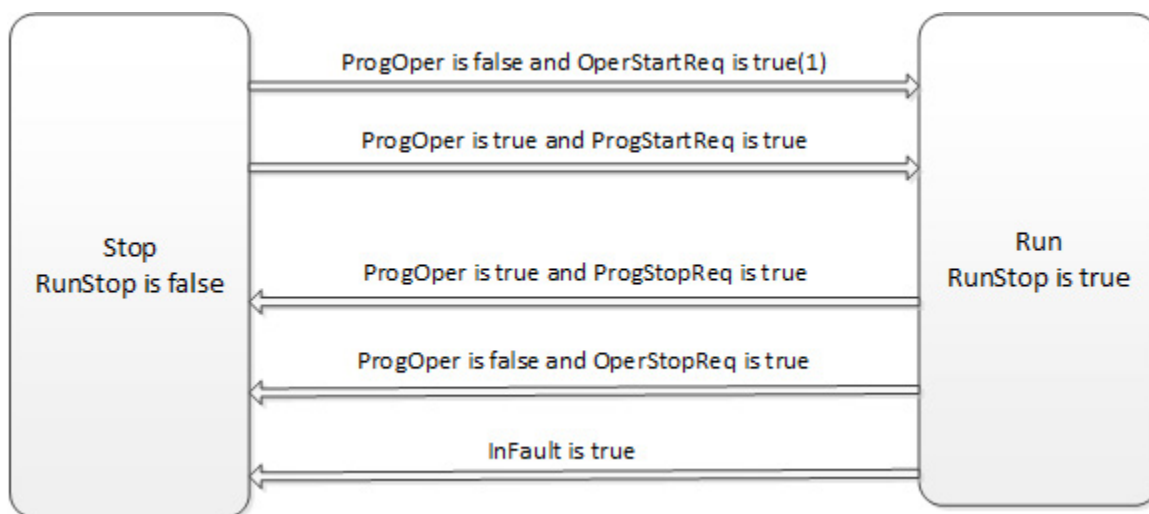 ProgOper is false and OperStartReq is true(1)
ProgOper is true and ProgStartReq is true
Stop
RunStop is false
Run
RunStop is true
ProgOper is true and ProgStopReq is true
ProgOper is false and OperStopReq is true
InFault is true